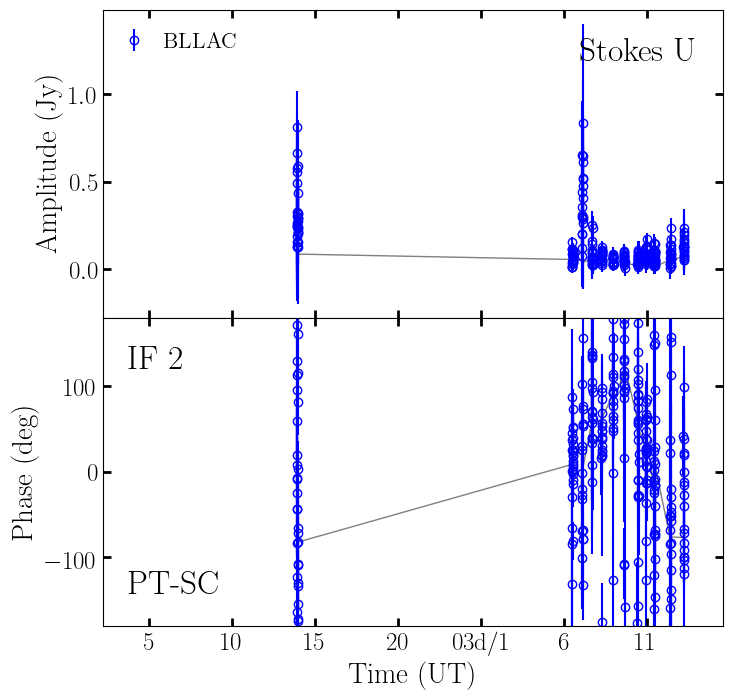 BLLAC
Stokes U
1.0
0.5
0.0
Amplitude (Jy)
IF 2
100
0
−100
Phase (deg)
PT-SC
5 10 15 20 03d/1 6 11
Time (UT)